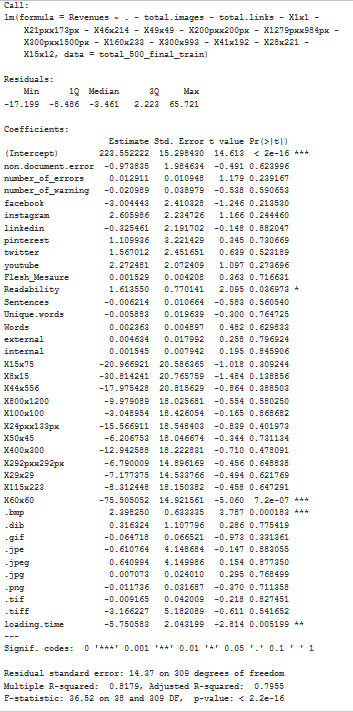 Call:
lm(formula = Revenues ~ . - total.images - total.links - X1x1 -
X21pxx173px - X46x214 - X49x49 - X200pxx200px - X1279pxx984px -
X300pxx1500px - X160x233 - X300x993 - X41x192 - X28x221 -
X15x12, data = total_500_final_train)
Residuals:
Min 1Q Median 3Q Max
-17.199 -8.486 -3.461 2.223 65.721
Coefficients:
Estimate Std. Error t value Pr(>|t|)
(Intercept) 223.552222 15.298430 14.613 < 2e-16 ***
non.document.error -0.973835 1.984634 -0.491 0.623996
number_of_errors 0.012911 0.010948 1.179 0.239167
number_of_warning -0.020989 0.038979 -0.538 0.590653
facebook -3.004443 2.410328 -1.246 0.213530
instagram 2.605986 2.234726 1.166 0.244460
linkedin -0.325461 2.191702 -0.148 0.882047
pinterest 1.109936 3.221429 0.345 0.730669
twitter 1.567012 2.451651 0.639 0.523189
youtube 2.272481 2.072409 1.097 0.273696
Flesh_Mesaure 0.001529 0.004208 0.363 0.716631
Readability 1.613550 0.770141 2.095 0.036973 *
Sentences -0.006214 0.010664 -0.583 0.560540
Unique.words -0.005883 0.019639 -0.300 0.764725
Words 0.002363 0.004897 0.482 0.629833
external 0.004634 0.017992 0.258 0.796924
internal 0.001545 0.007942 0.195 0.845906
X15x75 -20.966921 20.586365 -1.018 0.309244
X8x15 -30.814241 20.765759 -1.484 0.138856
X44x556 -17.975428 20.815629 -0.864 0.388503
X800x1200 -9.979089 18.025681 -0.554 0.580250
X100x100 -3.048954 18.426054 -0.165 0.868682
X24pxx133px -15.566911 18.548403 -0.839 0.401973
X50x45 -6.206753 18.046674 -0.344 0.731134
X400x300 -12.942588 18.222831 -0.710 0.478091
X292pxx292px -6.790009 14.896169 -0.456 0.648838
X29x29 -7.177375 14.533766 -0.494 0.621769
X115x223 -8.312448 18.150382 -0.458 0.647291
X60x60 -75.505052 14.921561 -5.060 7.2e-07 ***
.bmp 2.398250 0.633335 3.787 0.000183 ***
.dib 0.316324 1.107796 0.286 0.775419
.gif -0.064718 0.066521 -0.973 0.331361
.jpe -0.610764 4.148684 -0.147 0.883055
.jpeg 0.640994 4.149986 0.154 0.877350
.jpg 0.007073 0.024010 0.295 0.768499
.png -0.011736 0.031687 -0.370 0.711358
.tif -0.009165 0.042009 -0.218 0.827451
.tiff -3.166227 5.182089 -0.611 0.541652
loading.time -5.750583 2.043199 -2.814 0.005199 **
---
Signif. codes: 0 '***' 0.001 '**' 0.01 '*' 0.05 '.' 0.1 ' ' 1
Residual standard error: 14.37 on 309 degrees of freedom
Multiple R-squared: 0.8179, Adjusted R-squared: 0.7955
F-statistic: 36.52 on 38 and 309 DF, p-value: < 2.2e-16